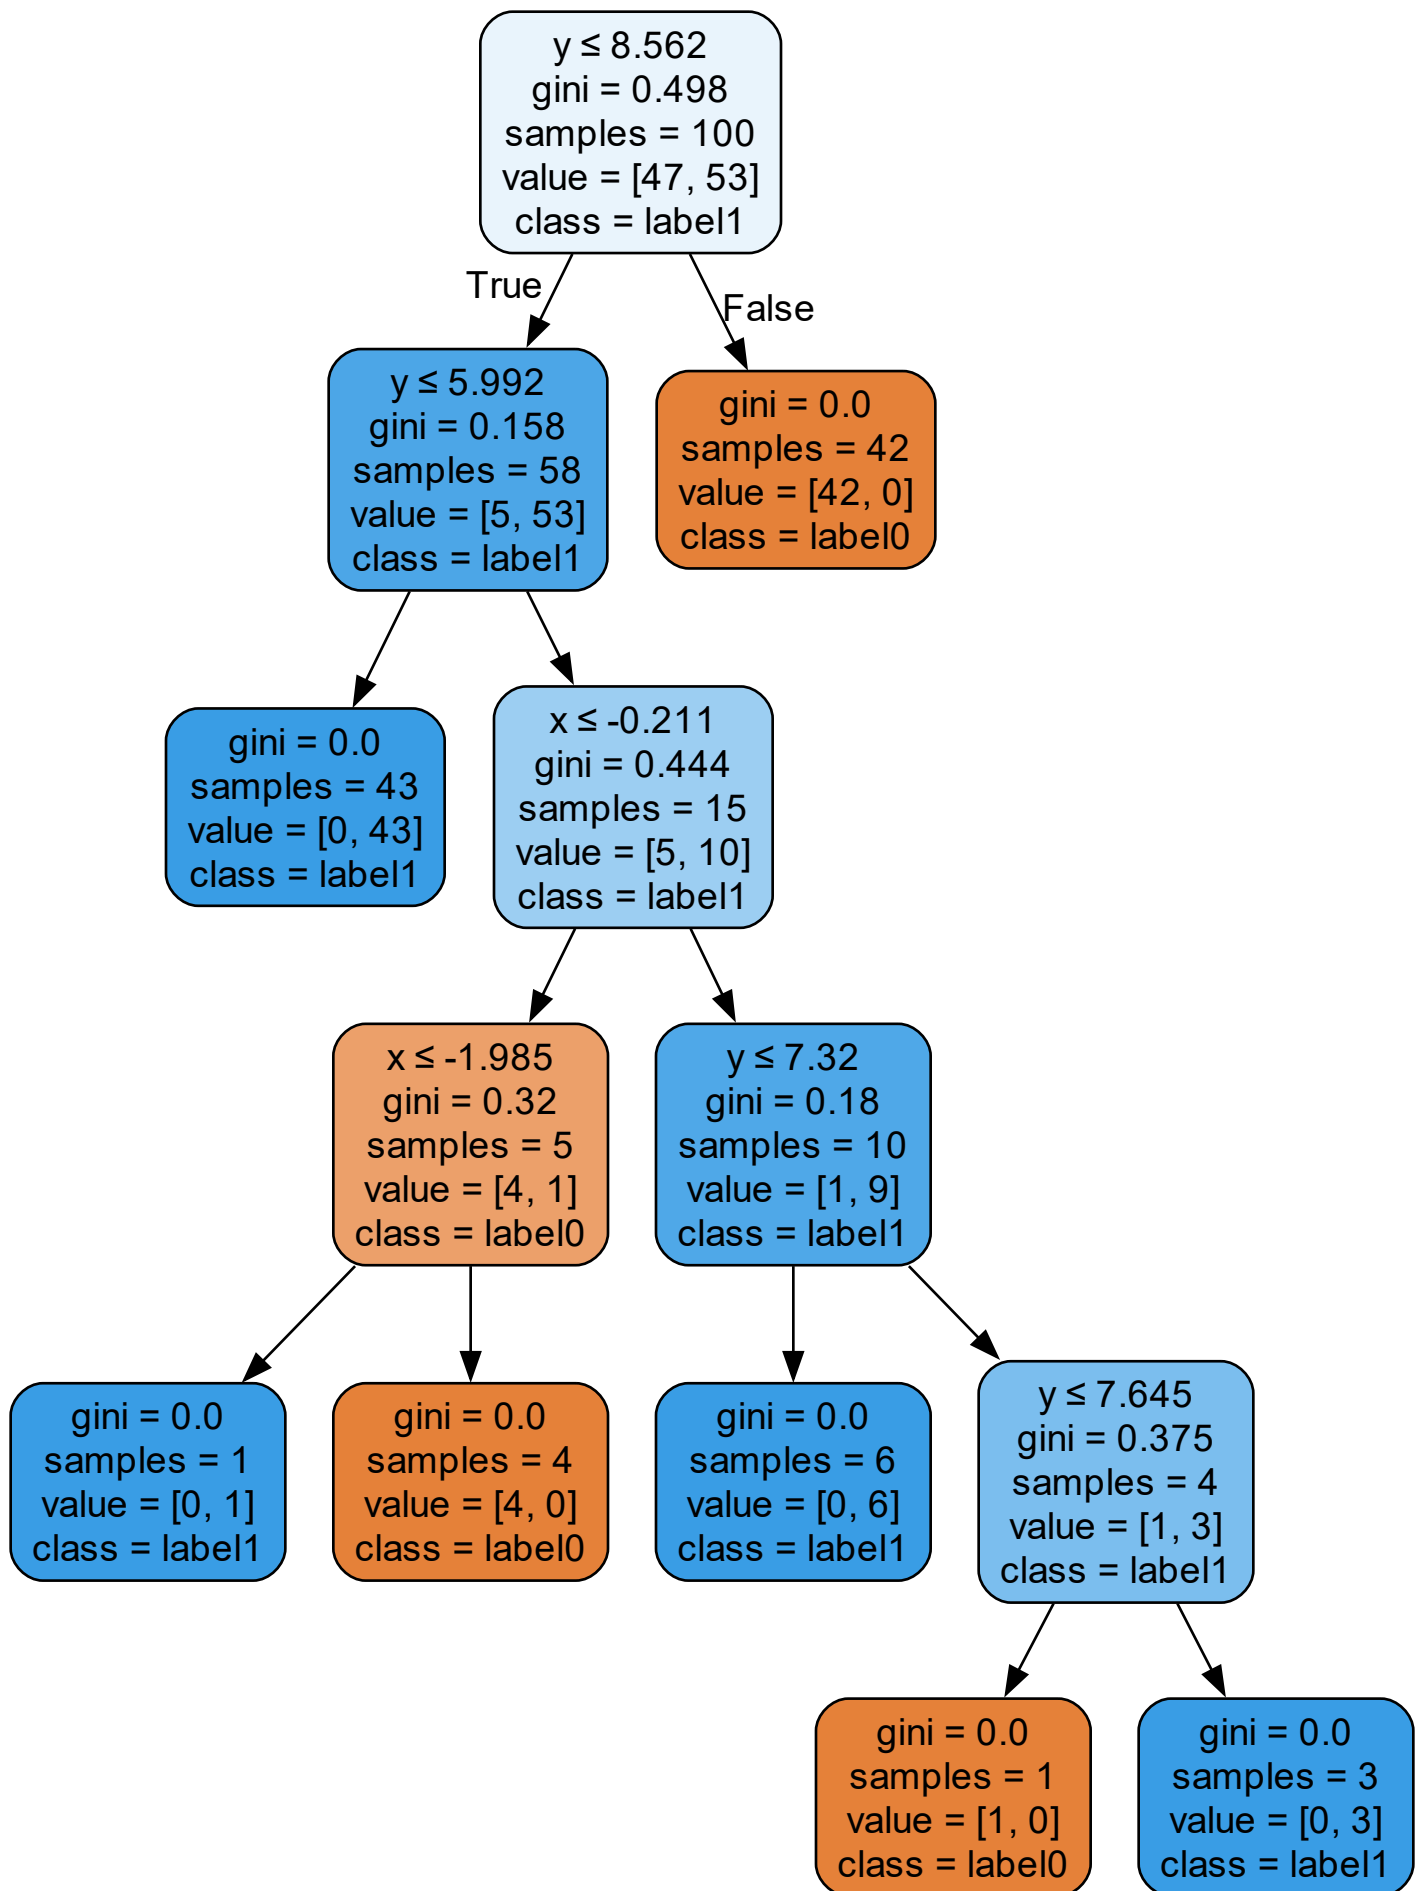 y ≤ 8.562
gini = 0.498
samples = 100
value = [47, 53]
class = label1
True
False
y ≤ 5.992
gini = 0.158
samples = 58
value = [5, 53]
class = label1
gini = 0.0
samples = 42
value = [42, 0]
class = label0
gini = 0.0
samples = 43
value = [0, 43]
class = label1
x ≤ -0.211
gini = 0.444
samples = 15
value = [5, 10]
class = label1
x ≤ -1.985
gini = 0.32
samples = 5
value = [4, 1]
class = label0
y ≤ 7.32
gini = 0.18
samples = 10
value = [1, 9]
class = label1
gini = 0.0
samples = 1
value = [0, 1]
class = label1
gini = 0.0
samples = 4
value = [4, 0]
class = label0
gini = 0.0
samples = 6
value = [0, 6]
class = label1
y ≤ 7.645
gini = 0.375
samples = 4
value = [1, 3]
class = label1
gini = 0.0
samples = 1
value = [1, 0]
class = label0
gini = 0.0
samples = 3
value = [0, 3]
class = label1